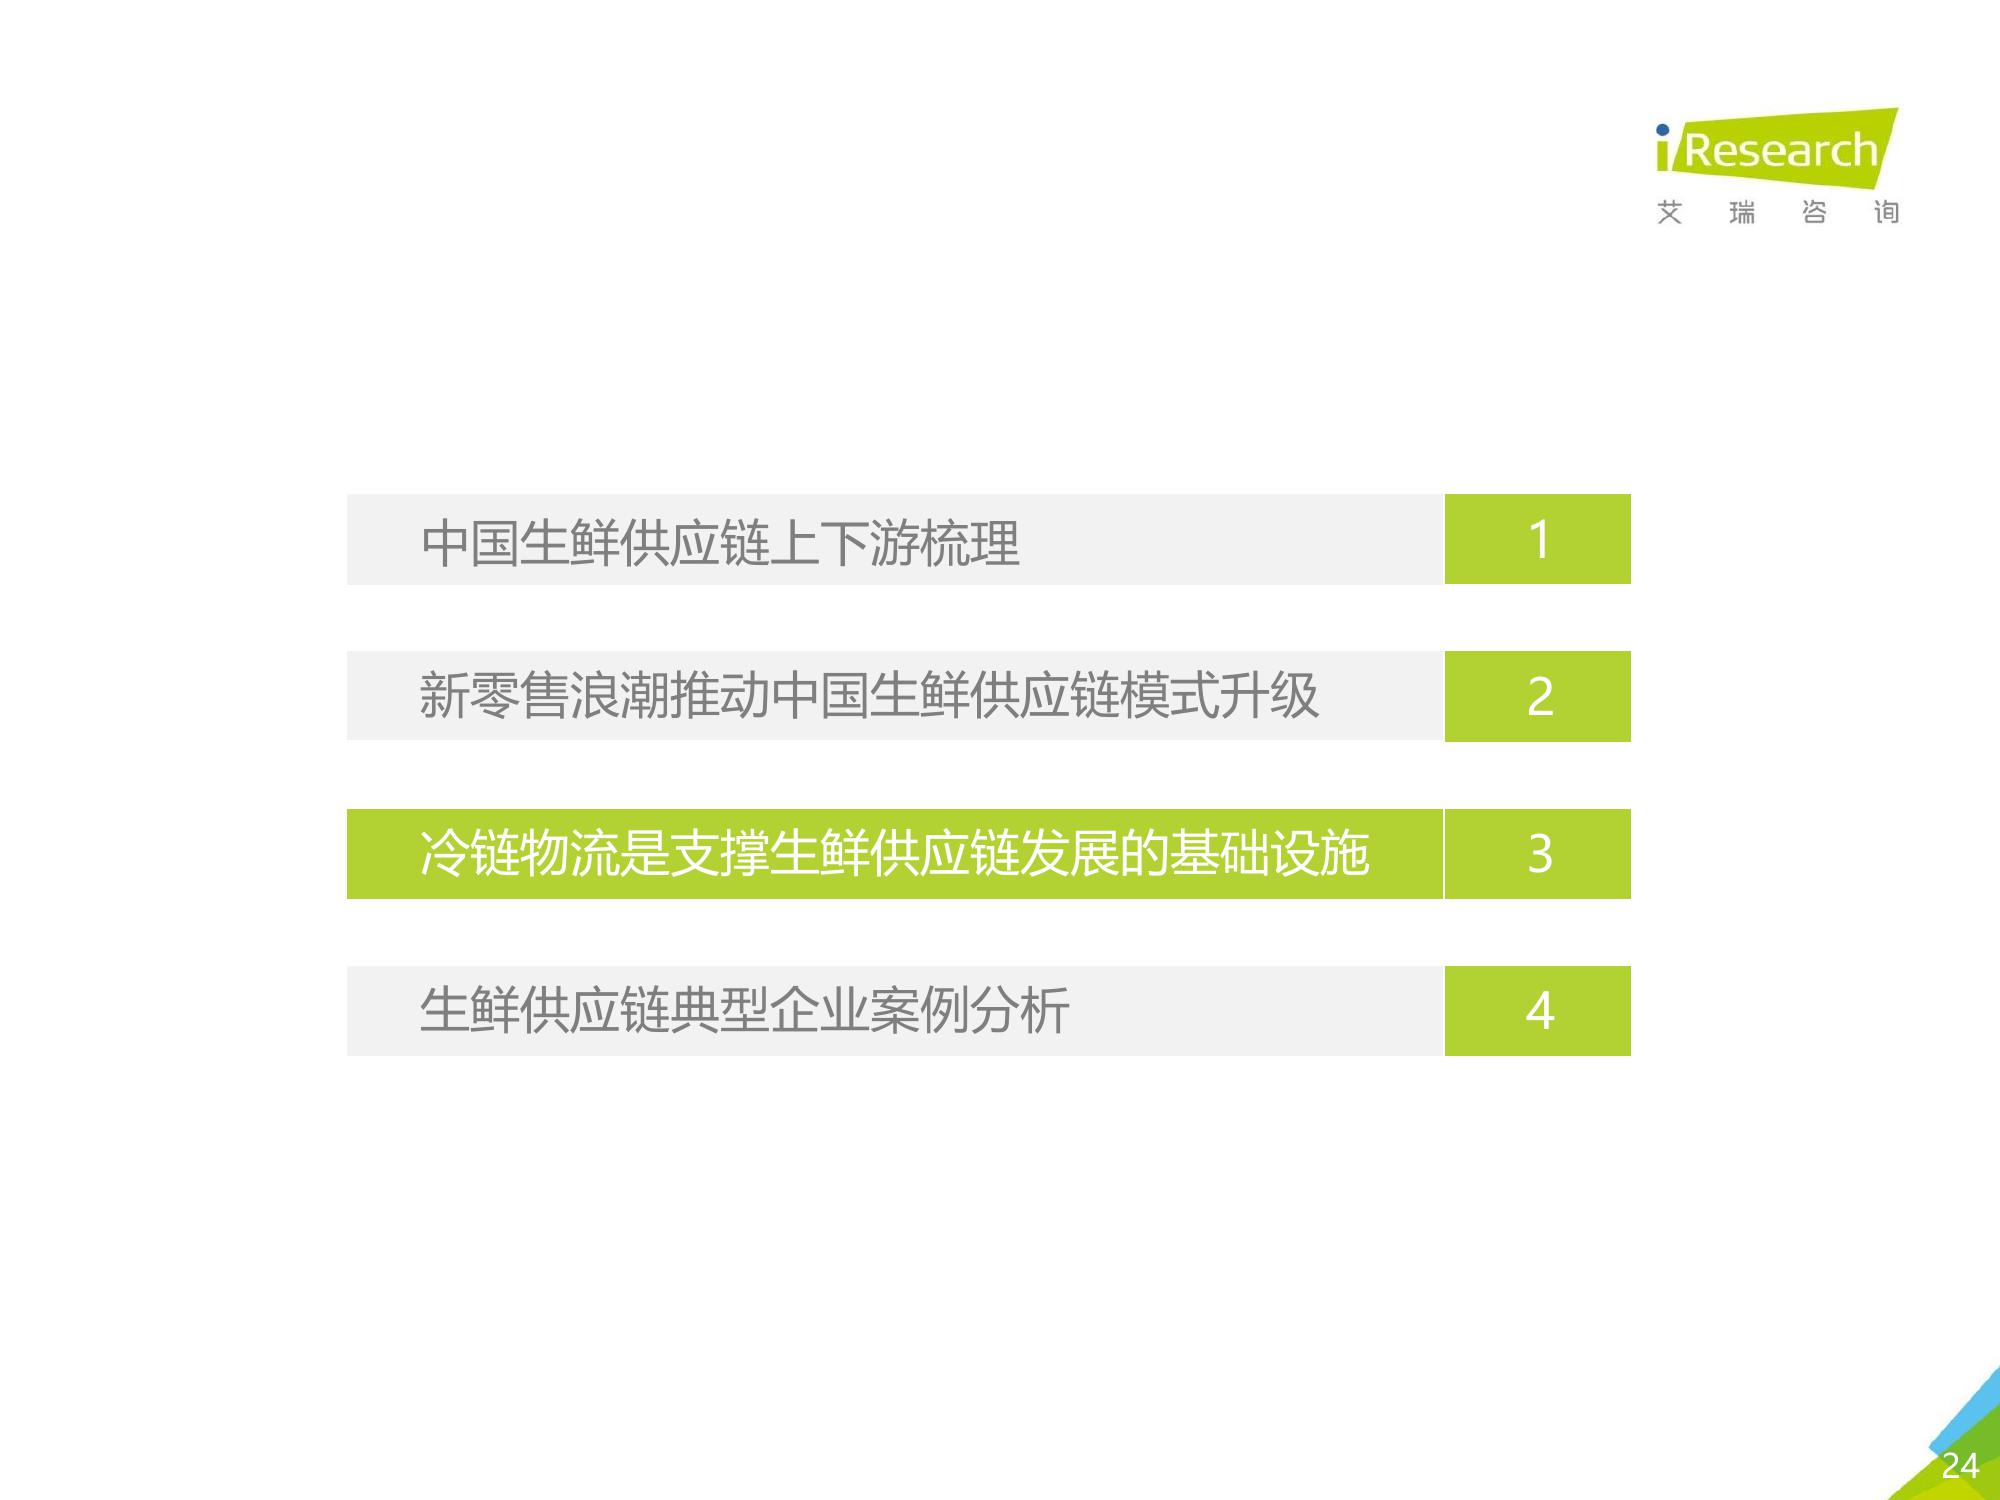 iResearch
艾瑞咨询
中国生鲜供应链上下游梳理 1
新零售浪潮推动中国生鲜供应链模式升级 2
冷链物流是支撑生鲜供应链发展的基础设施 3
生鲜供应链典型企业案例分析 4
24